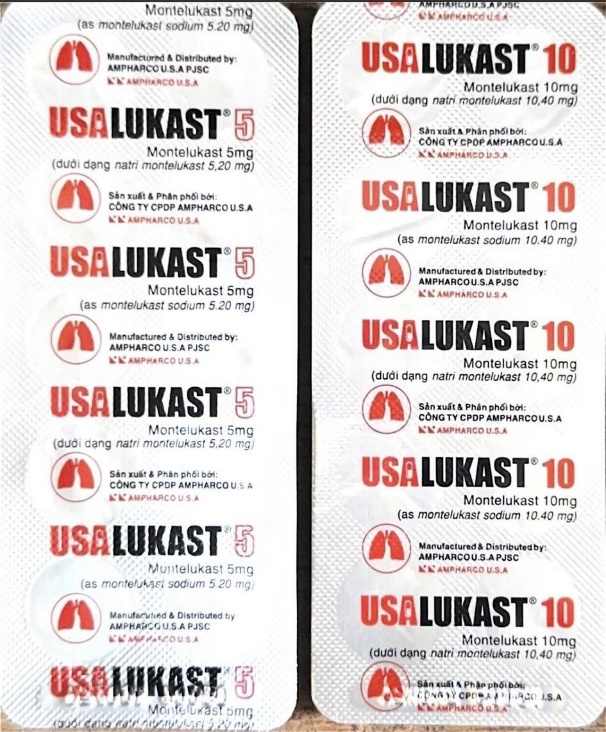 Montelukast 5mg
(as montelukast sodium 5.20 mg)
Manufactured & Distributed by:
AMPHARCO U.S.A PJSC
AMPHARCO U.S.A
USALUKAST® 5
Montelukast 5mg
(dưới dạng natri montelukast 5,20 mg)
Sản xuất & Phân phối bởi:
CÔNG TY CPDP AMPHARCO U.S.A
AMPHARCO U.S.A
USALUKAST® 5
Montelukast 5mg
(as montelukast sodium 5.20 mg)
Manufactured & Distributed by:
AMPHARCO U.S.A PJSC
AMPHARCO U.S.A
USALUKAST® 5
Montelukast 5mg
(dưới dạng natri montelukast 5,20 mg)
Sản xuất & Phân phối bởi:
CÔNG TY CPDP AMPHARCO U.S.A
AMPHARCO U.S.A
USALUKAST® 5
Montelukast 5mg
(as montelukast sodium 5.20 mg)
Manufactured & Distributed by
AMPHARCO U.S.A PJSC
AMPHARCO U.S.A
USALUKAST® 5
Montelukast 5mg
(dưới dạng natri montelukast 5,20 mg)
AMPHARCO U.S.A
USALUKAST® 10
Montelukast 10mg
(dưới dạng natri montelukast 10,40 mg)
Sản xuất & Phân phối bởi:
CÔNG TY CPDP AMPHARCO U.S.A
AMPHARCO U.S.A
USALUKAST® 10
Montelukast 10mg
(as montelukast sodium 10.40 mg)
Manufactured & Distributed by:
AMPHARCO U.S.A PJSC
AMPHARCO U.S.A
USALUKAST® 10
Montelukast 10mg
(dưới dạng natri montelukast 10,40 mg)
Sản xuất & Phân phối bởi:
CÔNG TY CPDP AMPHARCO U.S.A
AMPHARCO U.S.A
USALUKAST® 10
Montelukast 10mg
(as montelukast sodium 10.40 mg)
Manufactured & Distributed by:
AMPHARCO U.S.A PJSC
AMPHARCO U.S.A
USALUKAST® 10
Montelukast 10mg
(dưới dạng natri montelukast 10,40 mg)
Sản xuất & Phân phối bởi:
CÔNG TY CPDP AMPHARCO U.S.A
AMPHARCO U.S.A